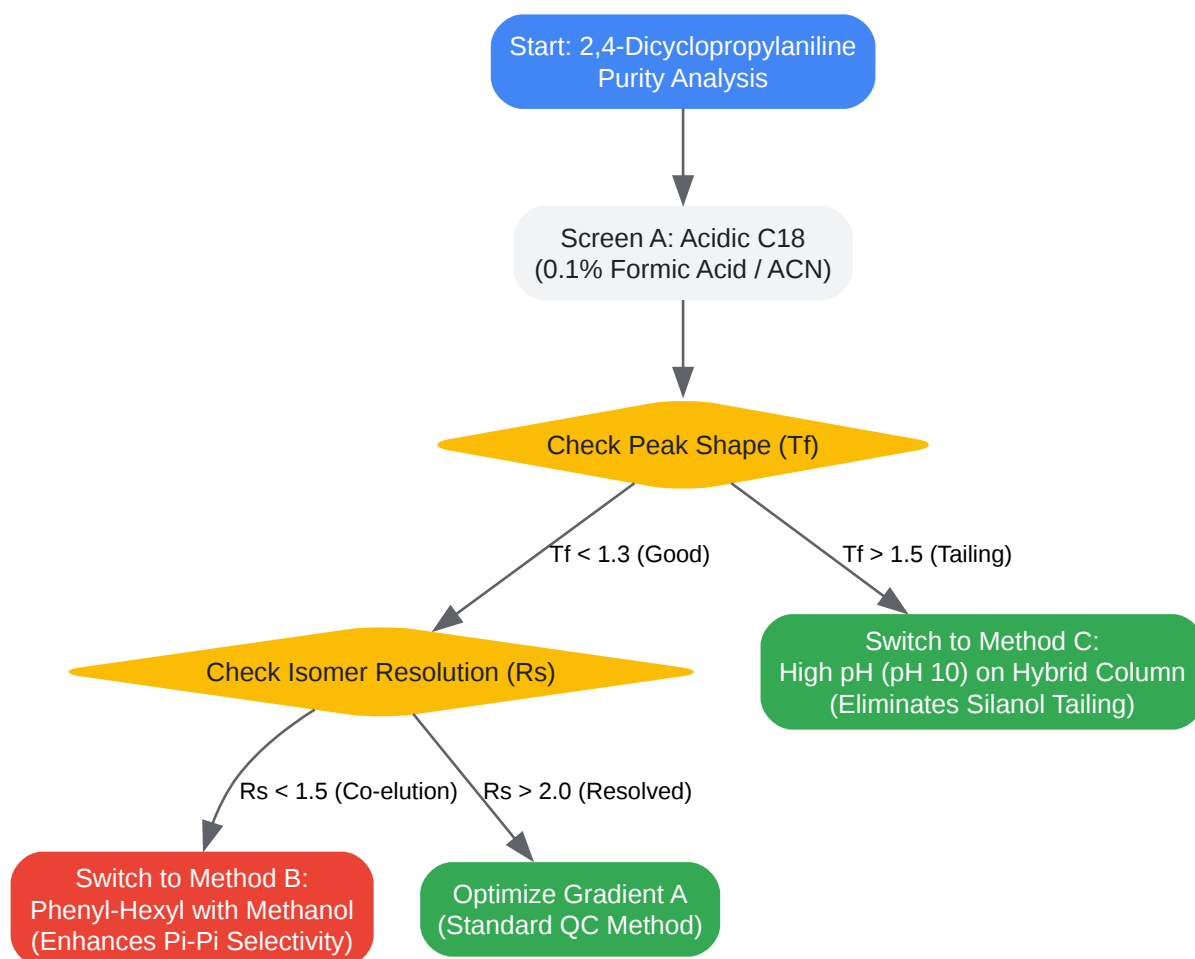 Start: 2,4-Dicyclopropylaniline
Purity Analysis
Screen A: Acidic C18
(0.1% Formic Acid / ACN)
Check Peak Shape (Tf)
Tf < 1.3 (Good)
Tf > 1.5 (Tailing)
Check Isomer Resolution (Rs)
Switch to Method C:
High pH (pH 10) on Hybrid Column
(Eliminates Silanol Tailing)
Rs < 1.5 (Co-elution)
Rs > 2.0 (Resolved)
Switch to Method B:
Phenyl-Hexyl with Methanol
(Enhances Pi-Pi Selectivity)
Optimize Gradient A
(Standard QC Method)